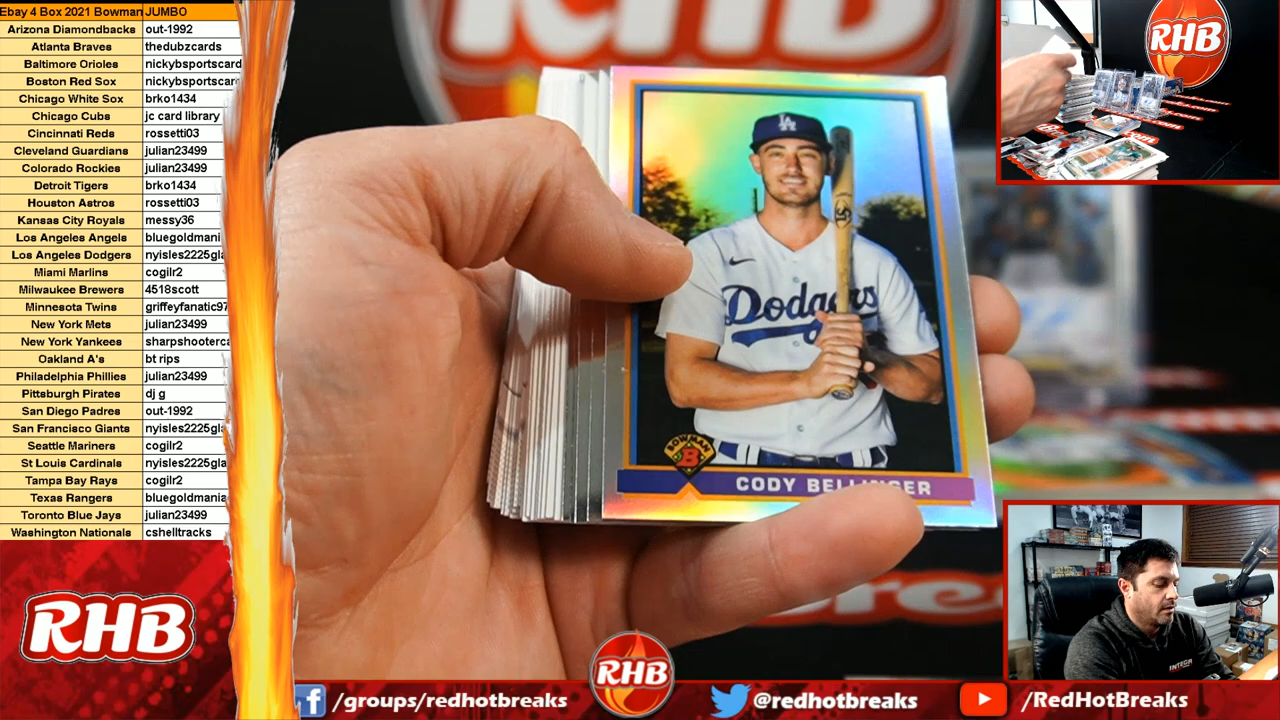 Ebay 4 Box 2021 Bowman JUMBO
Arizona Diamondbacks out-1992
Atlanta Braves thedubzcards
Baltimore Orioles nickybsportscard
Boston Red Sox nickybsportscard
Chicago White Sox brko1434
Chicago Cubs jc card library
Cincinnati Reds rossetti03
Cleveland Guardians julian23499
Colorado Rockies julian23499
Detroit Tigers brko1434
Houston Astros rossetti03
Kansas City Royals messy36
Los Angeles Angels bluegoldmani
Los Angeles Dodgers nyisles2225gla
Miami Marlins cogilr2
Milwaukee Brewers 4518scott
Minnesota Twins griffeyfanatic97
New York Mets julian23499
New York Yankees sharpshooterca
Oakland A's bt rips
Philadelphia Phillies julian23499
Pittsburgh Pirates dj g
San Diego Padres out-1992
San Francisco Giants nyisles2225gla
Seattle Mariners cogilr2
St Louis Cardinals nyisles2225gla
Tampa Bay Rays cogilr2
Texas Rangers bluegoldmania
Toronto Blue Jays julian23499
Washington Nationals cshelltracks
RHB
RHB
LA
Dodgers
BOWMAN
B
CODY BELLINGER
RHB
RHB
/groups/redhotbreaks
@redhotbreaks
/RedHotBreaks